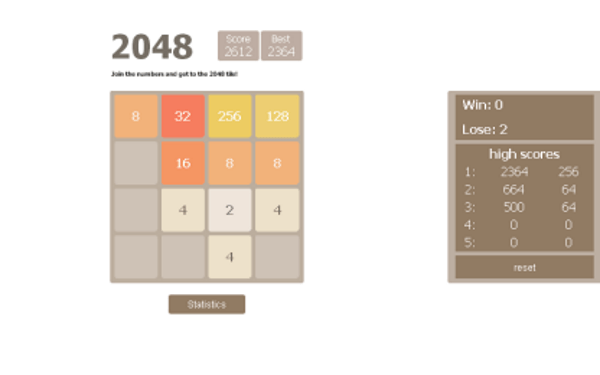 2048
Score
2612
Best
2364
Join the numbers and get to the 2048 tile!
8 32 256 128
16 8 8
4 2 4
4
Statistics
Win: 0
Lose: 2
high scores
1: 2364 256
2: 664 64
3: 500 64
4: 0 0
5: 0 0
reset